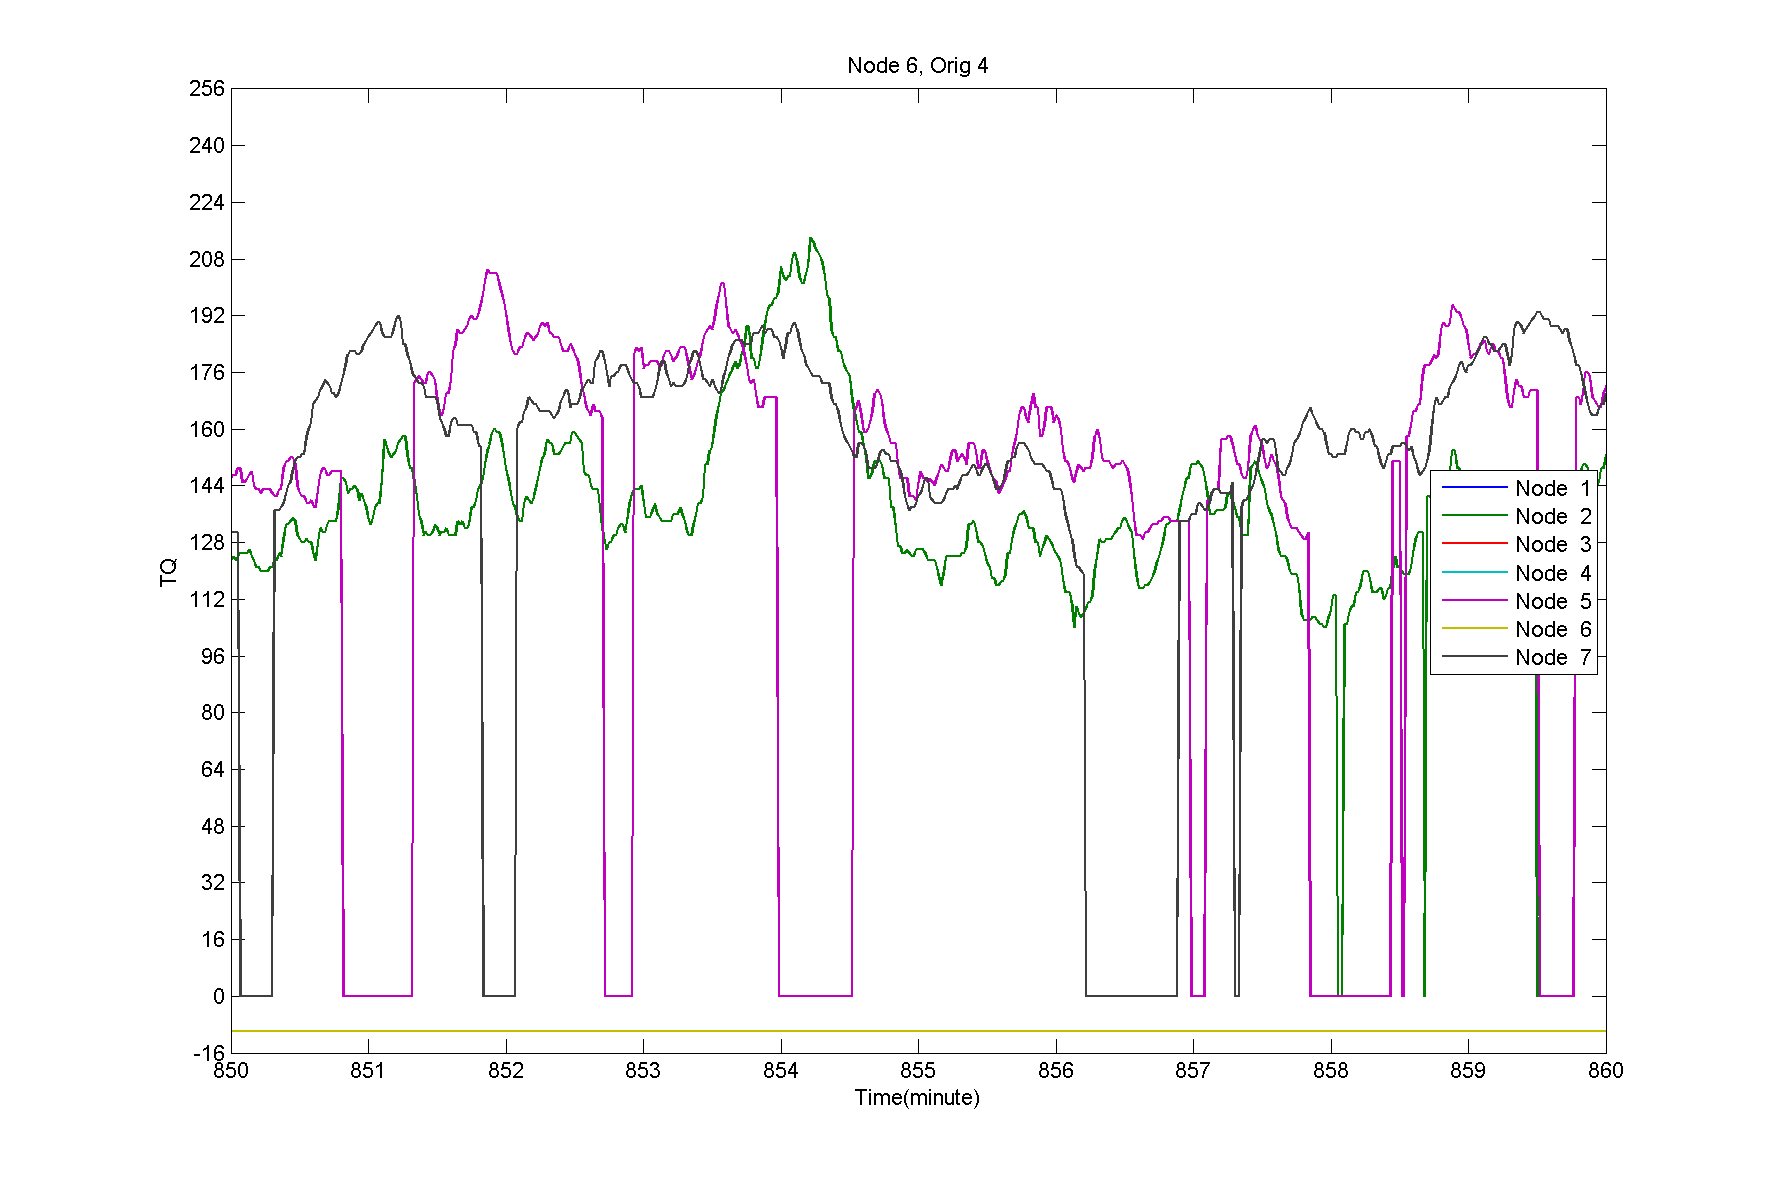 Node 6, Orig 4
256
240
224
208
192
176
160
144
128
112
96
80
64
48
32
16
0
-16
TQ
Node 1
Node 2
Node 3
Node 4
Node 5
Node 6
Node 7
850 851 852 853 854 855 856 857 858 859 860
Time(minute)